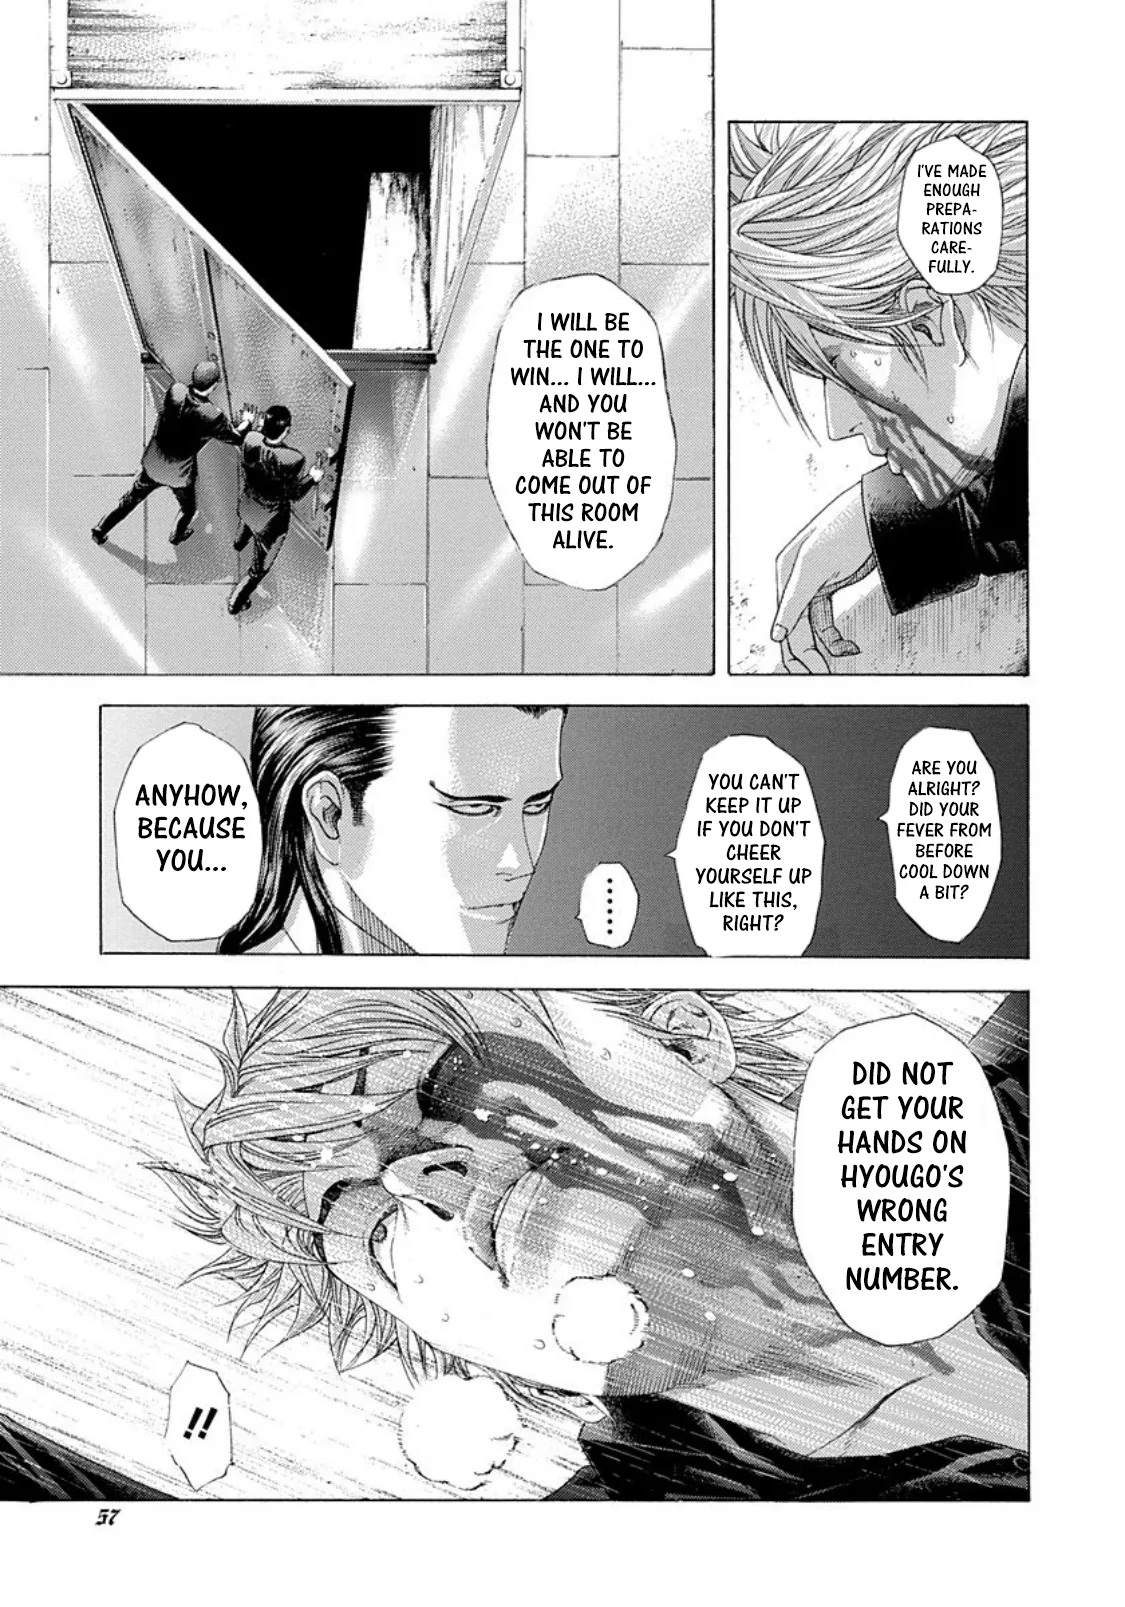 I'VE MADE
ENOUGH
PREPA-
RATIONS
CARE-
FULLY.
I WILL BE
THE ONE TO
WIN... I WILL...
AND YOU
WON'T BE
ABLE TO
COME OUT OF
THIS ROOM
ALIVE.
ARE YOU
ALRIGHT?
DID YOUR
FEVER FROM
BEFORE
COOL DOWN
A BIT?
YOU CAN'T
KEEP IT UP
IF YOU DON'T
CHEER
YOURSELF UP
LIKE THIS,
RIGHT?
......
ANYHOW,
BECAUSE
YOU...
DID NOT
GET YOUR
HANDS ON
HYOUGO'S
WRONG
ENTRY
NUMBER.
!!
57